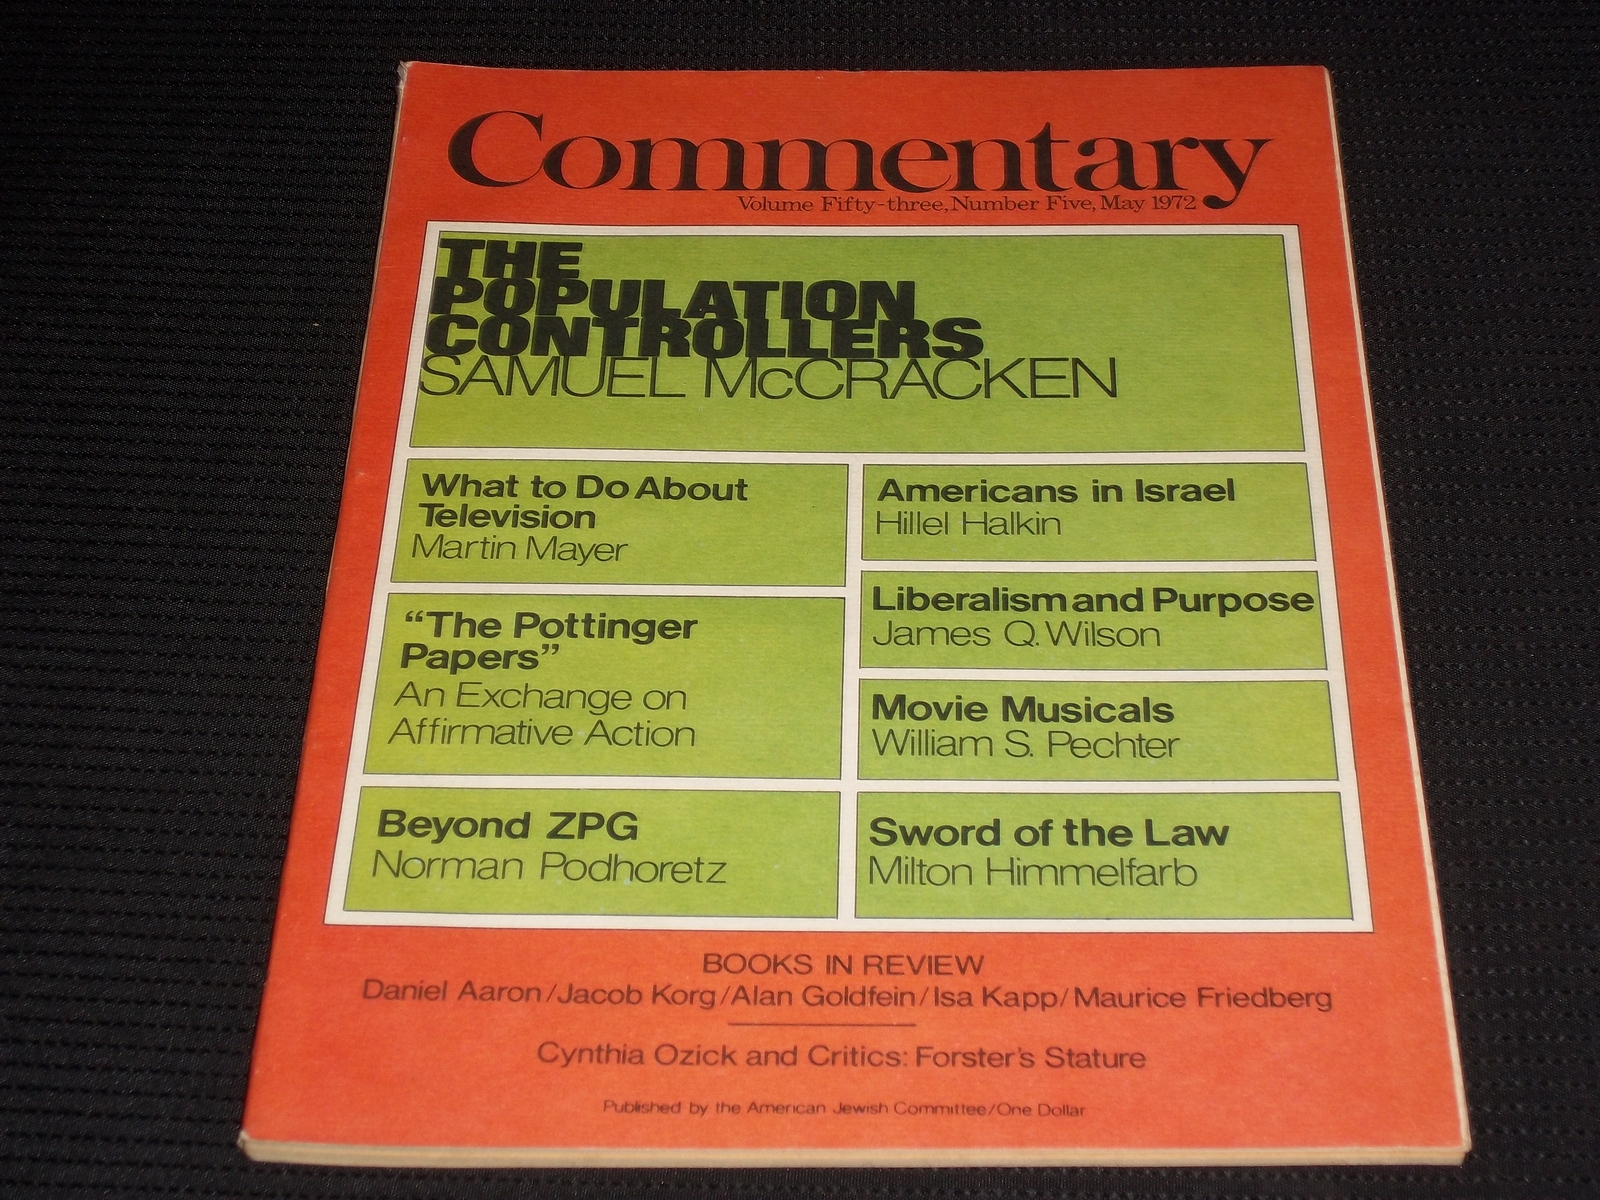 Commentary
Volume Fifty-three, Number Five, May 1972
THE
POPULATION
CONTROLLERS
SAMUEL McCRACKEN
What to Do About
Television
Martin Mayer
"The Pottinger
Papers"
An Exchange on
Affirmative Action
Beyond ZPG
Norman Podhoretz
Americans in Israel
Hillel Halkin
Liberalism and Purpose
James Q. Wilson
Movie Musicals
William S. Pechter
Sword of the Law
Milton Himmelfarb
BOOKS IN REVIEW
Daniel Aaron/Jacob Korg/Alan Goldfein/Isa Kapp/Maurice Friedberg
Cynthia Ozick and Critics: Forster's Stature
Published by the American Jewish Committee/One Dollar